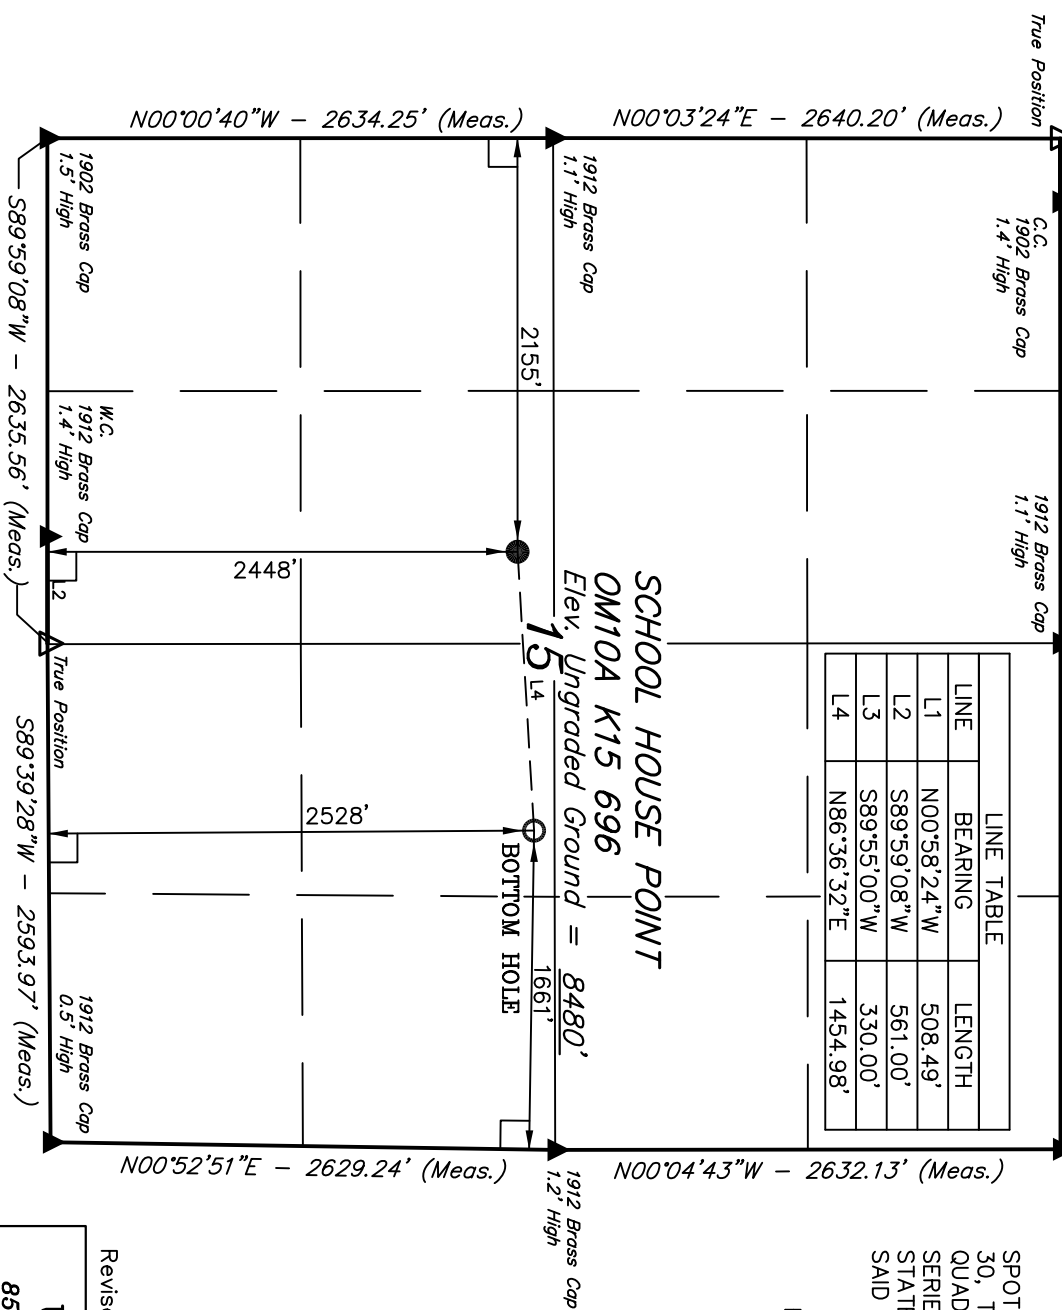 True Position
N00°00'40"W - 2634.25' (Meas.)
N00°03'24"E - 2640.20' (Meas.)
C.C.
1902 Brass Cap
1.4' High
1912 Brass Cap
1.1' High
1902 Brass Cap
1.5' High
1912 Brass Cap
1.1' High
2155'
S89°59'08"W - 2635.56' (Meas.)
W.C.
1912 Brass Cap
1.4' High
2448'
L2
True Position
15
L4
SCHOOL HOUSE POINT
OM10A K15 696
Elev. Ungraded Ground = 8480'
LINE TABLE
LINE BEARING LENGTH
L1 N00°58'24"W 508.49'
L2 S89°59'08"W 561.00'
L3 S89°55'00"W 330.00'
L4 N86°36'32"E 1454.98'
2528'
BOTTOM HOLE
1661'
S89°39'28"W - 2593.97' (Meas.)
1912 Brass Cap
0.5' High
N00°52'51"E - 2629.24' (Meas.)
1912 Brass Cap
1.2' High
N00°04'43"W - 2632.13' (Meas.)
SPOT
30, T
QUAD
SERIE
STATI
SAID
Revise
85